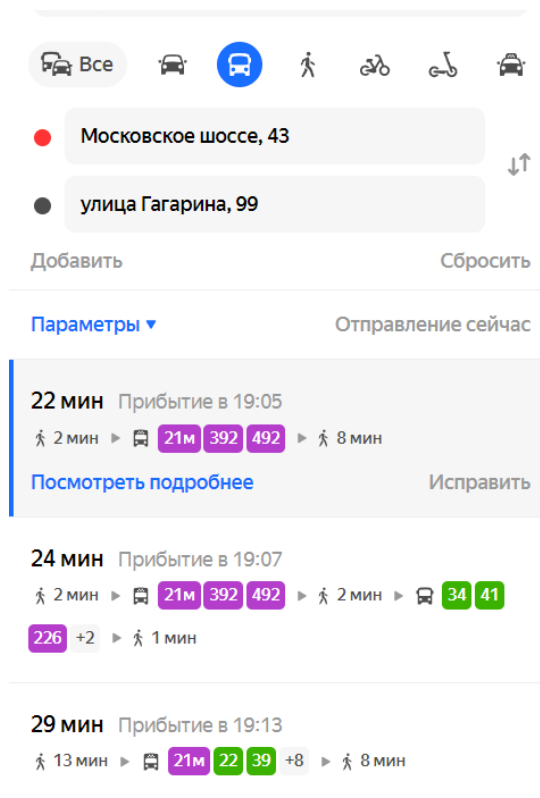 Все
Московское шоссе, 43
улица Гагарина, 99
Добавить Сбросить
Параметры ▾ Отправление сейчас
22 мин Прибытие в 19:05
2 мин ▸ 21м 392 492 ▸ 8 мин
Посмотреть подробнее Исправить
24 мин Прибытие в 19:07
2 мин ▸ 21м 392 492 ▸ 2 мин ▸ 34 41
226 +2 ▸ 1 мин
29 мин Прибытие в 19:13
13 мин ▸ 21м 22 39 +8 ▸ 8 мин